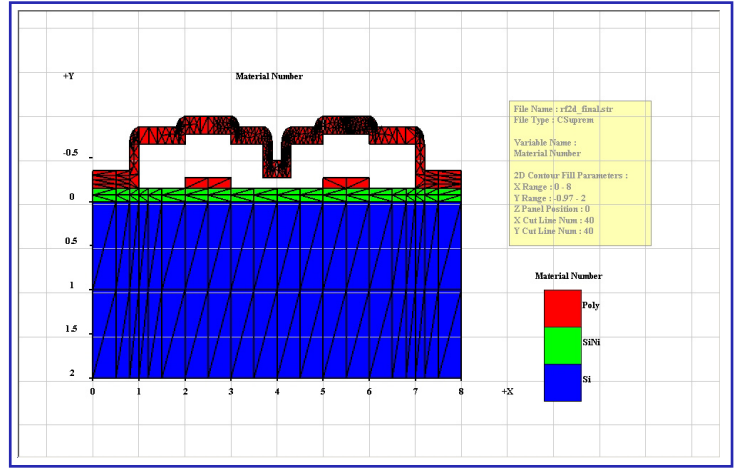 +Y
Material Number
File Name : rf2d_final.str
File Type : CSuprem
Variable Name :
Material Number
2D Contour Fill Parameters :
X Range : 0 - 8
Y Range : -0.97 - 2
Z Panel Position : 0
X Cut Line Num : 40
Y Cut Line Num : 40
-0.5
0
0.5
1
1.5
2
0 1 2 3 4 5 6 7 8 +X
Material Number
Poly
SiNi
Si